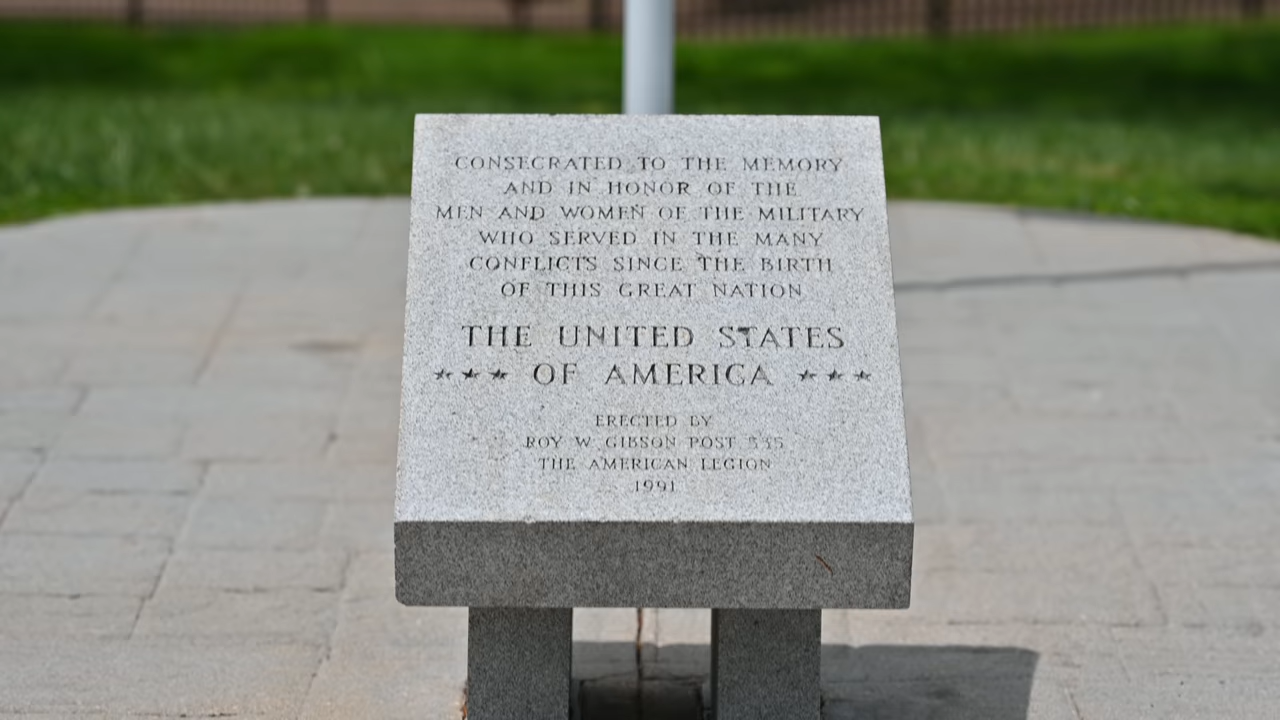 CONSECRATED TO THE MEMORY
AND IN HONOR OF THE
MEN AND WOMEN OF THE MILITARY
WHO SERVED IN THE MANY
CONFLICTS SINCE THE BIRTH
OF THIS GREAT NATION
THE UNITED STATES
★★★ OF AMERICA ★★★
ERECTED BY
ROY W GIBSON POST
THE AMERICAN LEGION
1991